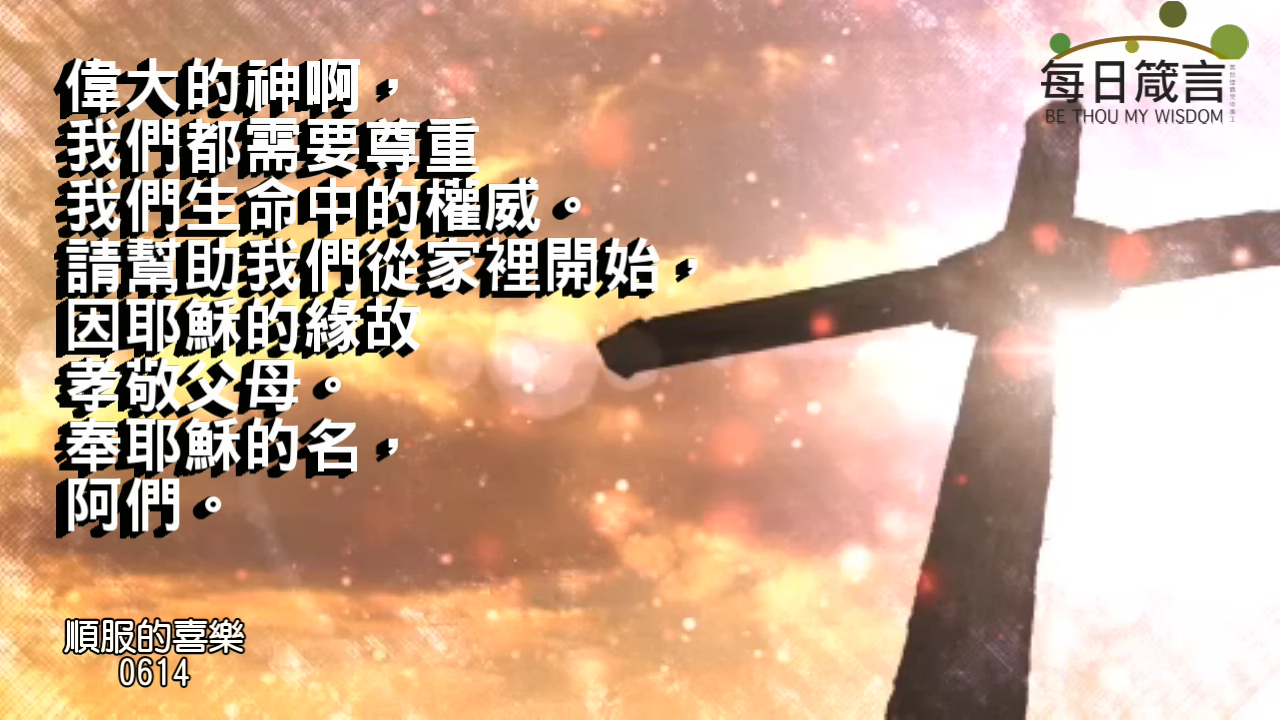 偉大的神啊，
我們都需要尊重
我們生命中的權威。
請幫助我們從家裡開始，
因耶穌的緣故
孝敬父母。
奉耶穌的名，
阿們。
順服的喜樂
0614
每日箴言
BE THOU MY WISDOM